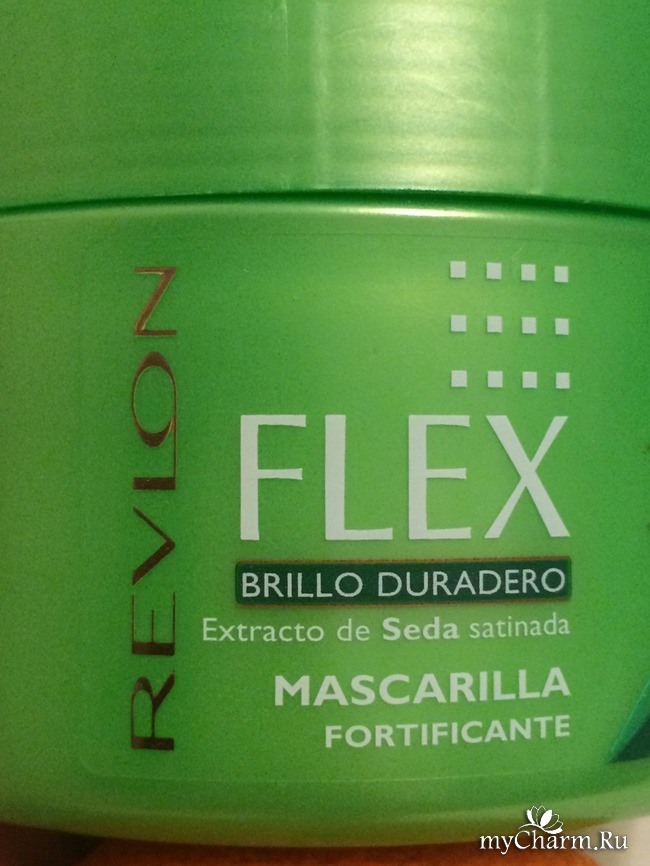 REVLON
FLEX
BRILLO DURADERO
Extracto de Seda satinada
MASCARILLA
FORTIFICANTE
myCharm.Ru